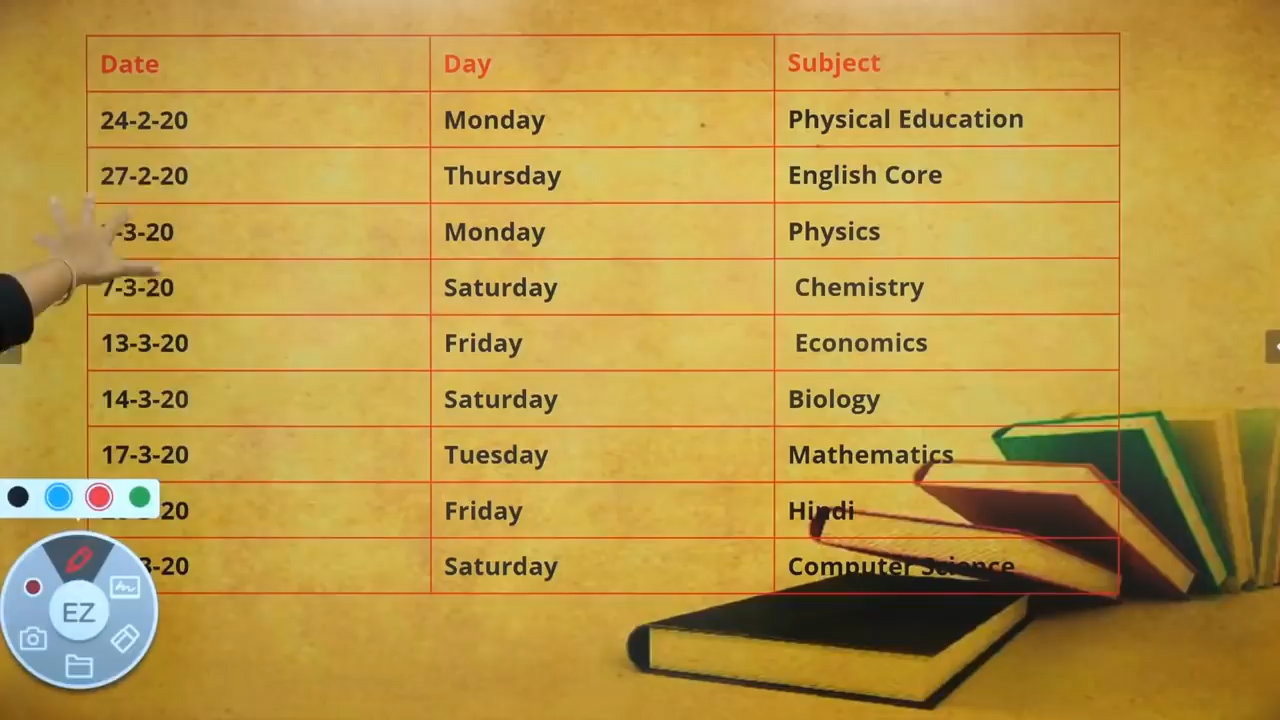 Date Day Subject
24-2-20 Monday Physical Education
27-2-20 Thursday English Core
-3-20 Monday Physics
7-3-20 Saturday Chemistry
13-3-20 Friday Economics
14-3-20 Saturday Biology
17-3-20 Tuesday Mathematics
20 Friday Hindi
3-20 Saturday Computer Science
EZ